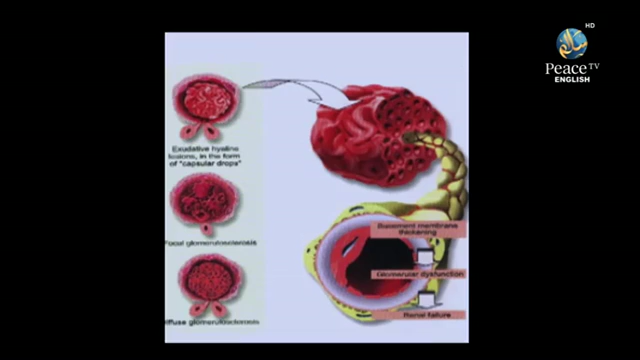 HD
سلام
Peace TV
ENGLISH
Exudative hyaline
lesions, in the form
of "capsular drops"
Focal glomerulosclerosis
Diffuse glomerulosclerosis
Basement membrane
thickening
Glomerular dysfunction
Renal failure